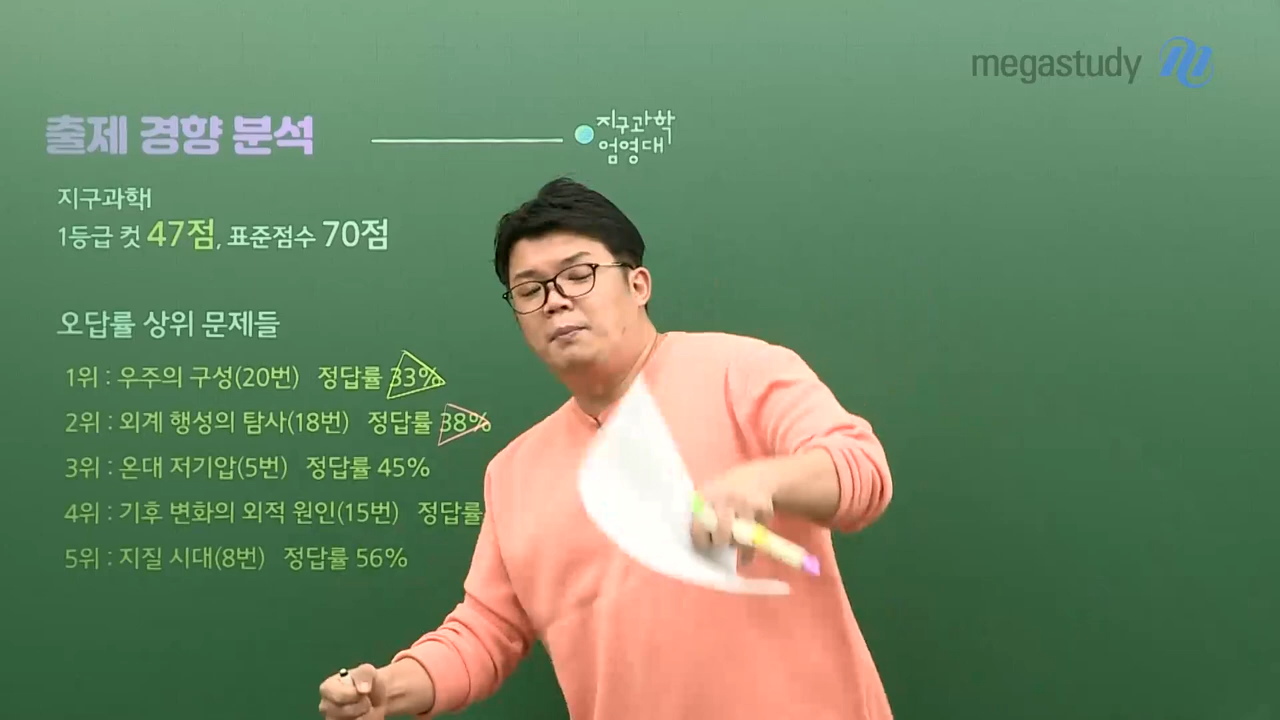 megastudy
출제 경향 분석
지구과학
엄영대
지구과학I
1등급 컷 47점, 표준점수 70점
오답률 상위 문제들
1위 : 우주의 구성(20번) 정답률 33%
2위 : 외계 행성의 탐사(18번) 정답률 38%
3위 : 온대 저기압(5번) 정답률 45%
4위 : 기후 변화의 외적 원인(15번) 정답률
5위 : 지질 시대(8번) 정답률 56%